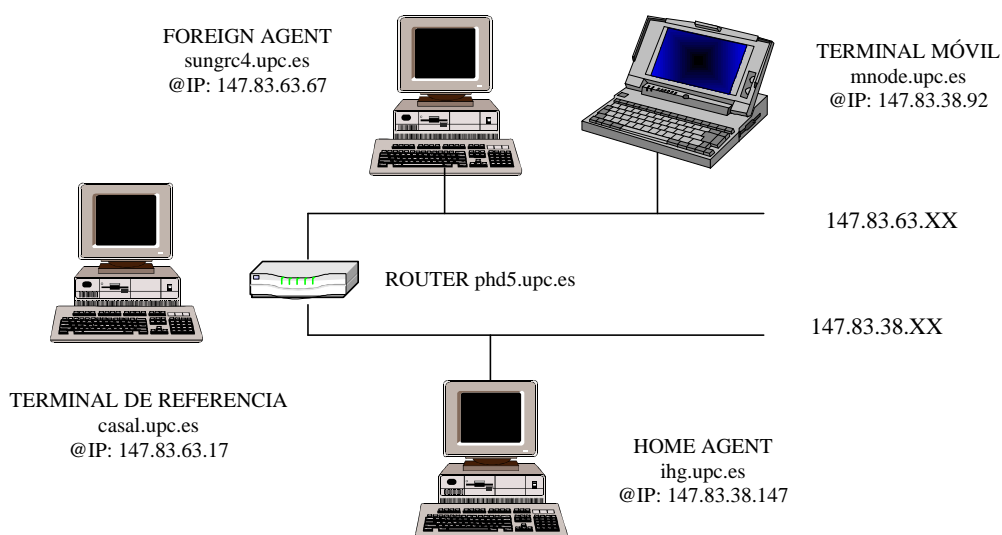 FOREIGN AGENT
sungrc4.upc.es
@IP: 147.83.63.67
TERMINAL MÓVIL
mnode.upc.es
@IP: 147.83.38.92
147.83.63.XX
ROUTER phd5.upc.es
147.83.38.XX
TERMINAL DE REFERENCIA
casal.upc.es
@IP: 147.83.63.17
HOME AGENT
ihg.upc.es
@IP: 147.83.38.147